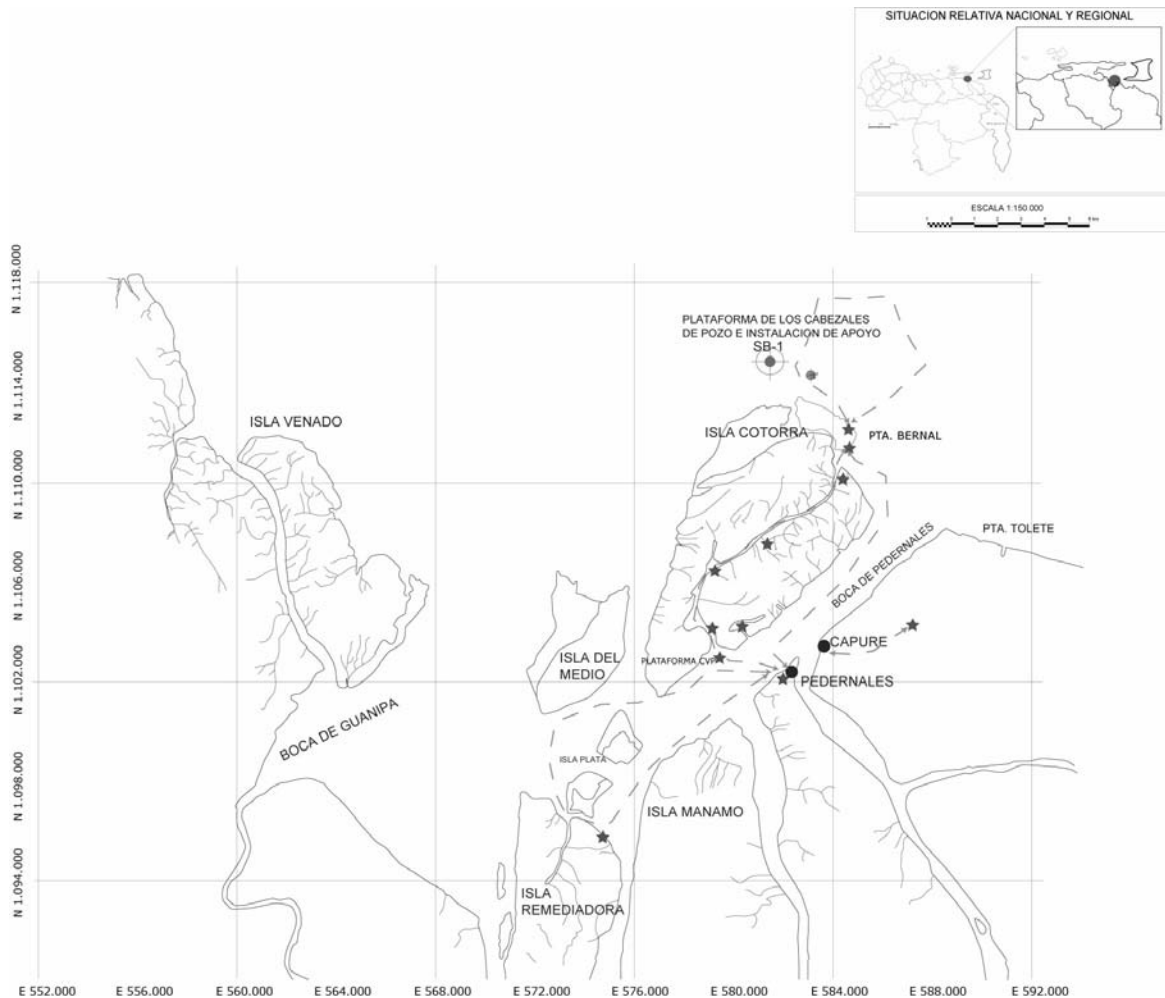 SITUACION RELATIVA NACIONAL Y REGIONAL
ESCALA 1:150.000
N 1.118.000
N 1.114.000
N 1.110.000
N 1.106.000
N 1.102.000
N 1.098.000
N 1.094.000
PLATAFORMA DE LOS CABEZALES
DE POZO E INSTALACION DE APOYO
SB-1
ISLA VENADO
ISLA COTORRA
PTA. BERNAL
PTA. TOLETE
BOCA DE PEDERNALES
CAPURE
ISLA DEL
MEDIO
PLATAFORMA CVP
PEDERNALES
BOCA DE GUANIPA
ISLA PLATA
ISLA MANAMO
ISLA
REMEDIADORA
E 552.000 E 556.000 E 560.000 E 564.000 E 568.000 E 572.000 E 576.000 E 580.000 E 584.000 E 588.000 E 592.000